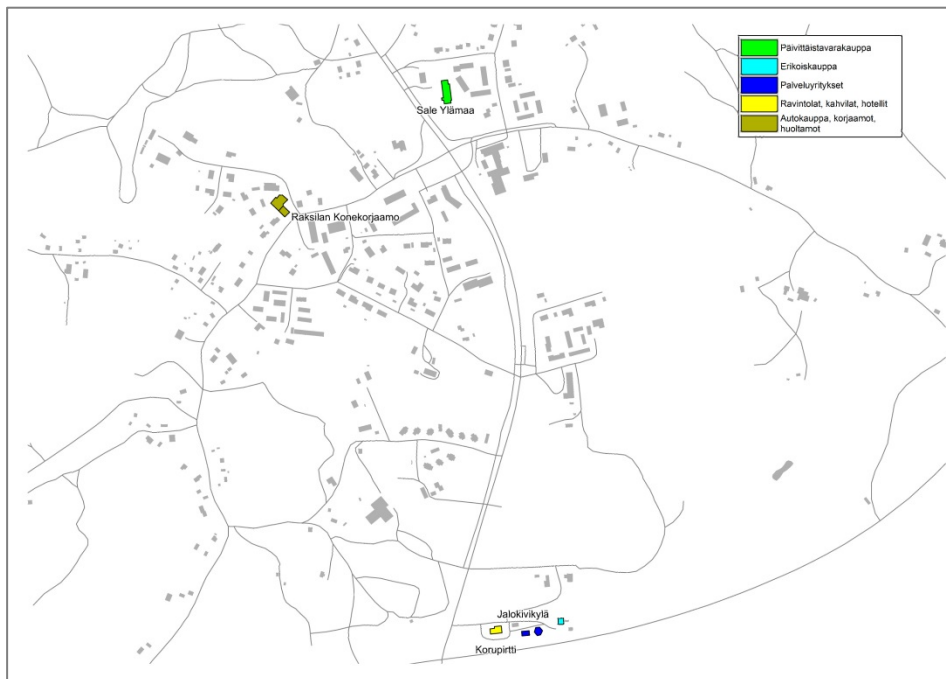 Päivittäistavarakauppa
Erikoiskauppa
Palveluyritykset
Ravintolat, kahvilat, hotellit
Autokauppa, korjaamot,
huoltamot
Sale Ylämaa
Raksilan Konekorjaamo
Jalokivikylä
Korupirtti